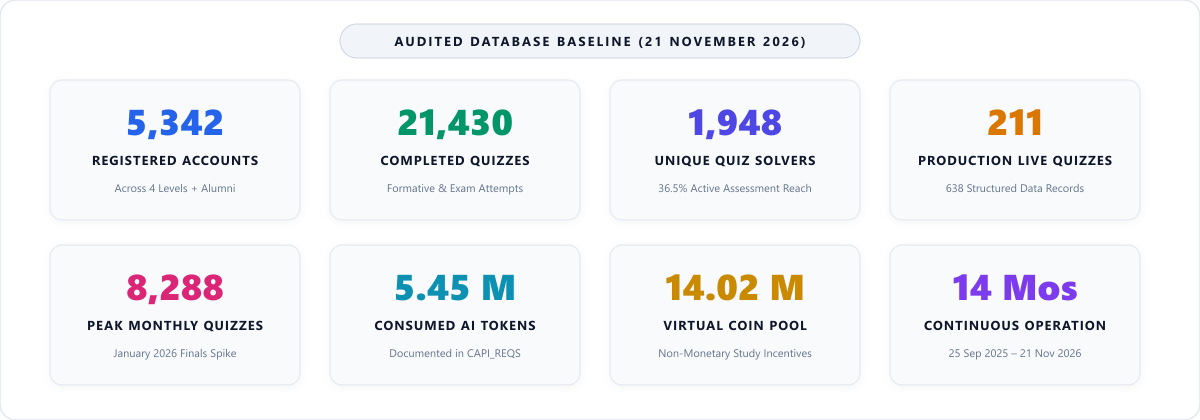 AUDITED DATABASE BASELINE (21 NOVEMBER 2026)
5,342
REGISTERED ACCOUNTS
Across 4 Levels + Alumni
21,430
COMPLETED QUIZZES
Formative & Exam Attempts
1,948
UNIQUE QUIZ SOLVERS
36.5% Active Assessment Reach
211
PRODUCTION LIVE QUIZZES
638 Structured Data Records
8,288
PEAK MONTHLY QUIZZES
January 2026 Finals Spike
5.45 M
CONSUMED AI TOKENS
Documented in CAPI_REQS
14.02 M
VIRTUAL COIN POOL
Non-Monetary Study Incentives
14 Mos
CONTINUOUS OPERATION
25 Sep 2025 – 21 Nov 2026